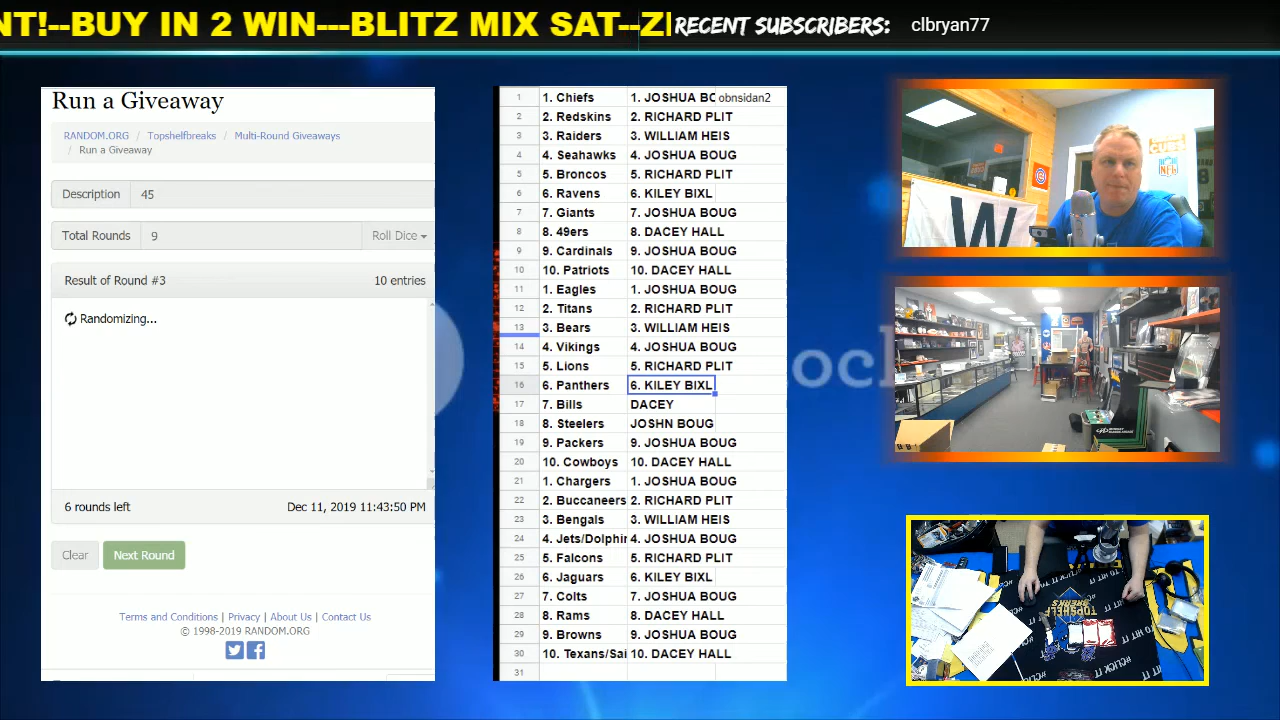 NT!--BUY IN 2 WIN---BLITZ MIX SAT--Z
RECENT SUBSCRIBERS: clbryan77
Run a Giveaway
RANDOM.ORG / Topshelfbreaks / Multi-Round Giveaways
/ Run a Giveaway
Description 45
Total Rounds 9 Roll Dice
Result of Round #3 10 entries
Randomizing...
6 rounds left Dec 11, 2019 11:43:50 PM
Clear Next Round
Terms and Conditions | Privacy | About Us | Contact Us
© 1998-2019 RANDOM.ORG
1 1. Chiefs 1. JOSHUA BO obnsidan2
2 2. Redskins 2. RICHARD PLIT
3 3. Raiders 3. WILLIAM HEIS
4 4. Seahawks 4. JOSHUA BOUG
5 5. Broncos 5. RICHARD PLIT
6 6. Ravens 6. KILEY BIXL
7 7. Giants 7. JOSHUA BOUG
8 8. 49ers 8. DACEY HALL
9 9. Cardinals 9. JOSHUA BOUG
10 10. Patriots 10. DACEY HALL
11 1. Eagles 1. JOSHUA BOUG
12 2. Titans 2. RICHARD PLIT
13 3. Bears 3. WILLIAM HEIS
14 4. Vikings 4. JOSHUA BOUG
15 5. Lions 5. RICHARD PLIT
16 6. Panthers 6. KILEY BIXL
17 7. Bills DACEY
18 8. Steelers JOSHN BOUG
19 9. Packers 9. JOSHUA BOUG
20 10. Cowboys 10. DACEY HALL
21 1. Chargers 1. JOSHUA BOUG
22 2. Buccaneers 2. RICHARD PLIT
23 3. Bengals 3. WILLIAM HEIS
24 4. Jets/Dolphin 4. JOSHUA BOUG
25 5. Falcons 5. RICHARD PLIT
26 6. Jaguars 6. KILEY BIXL
27 7. Colts 7. JOSHUA BOUG
28 8. Rams 8. DACEY HALL
29 9. Browns 9. JOSHUA BOUG
30 10. Texans/Sai 10. DACEY HALL
31
ock
CUBS
NFL
W
TOPSHELF
BREAKS